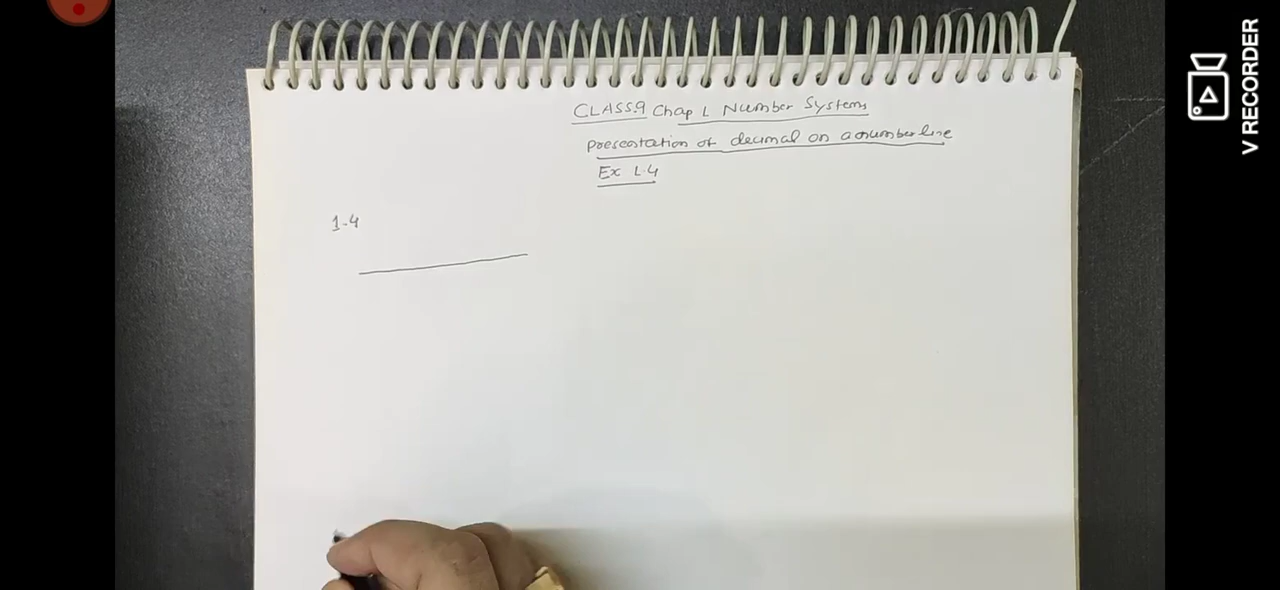 CLASS.9 Chap 1 Number Systems
presentation of decimal on a number line
Ex 1.4
1.4
V RECORDER